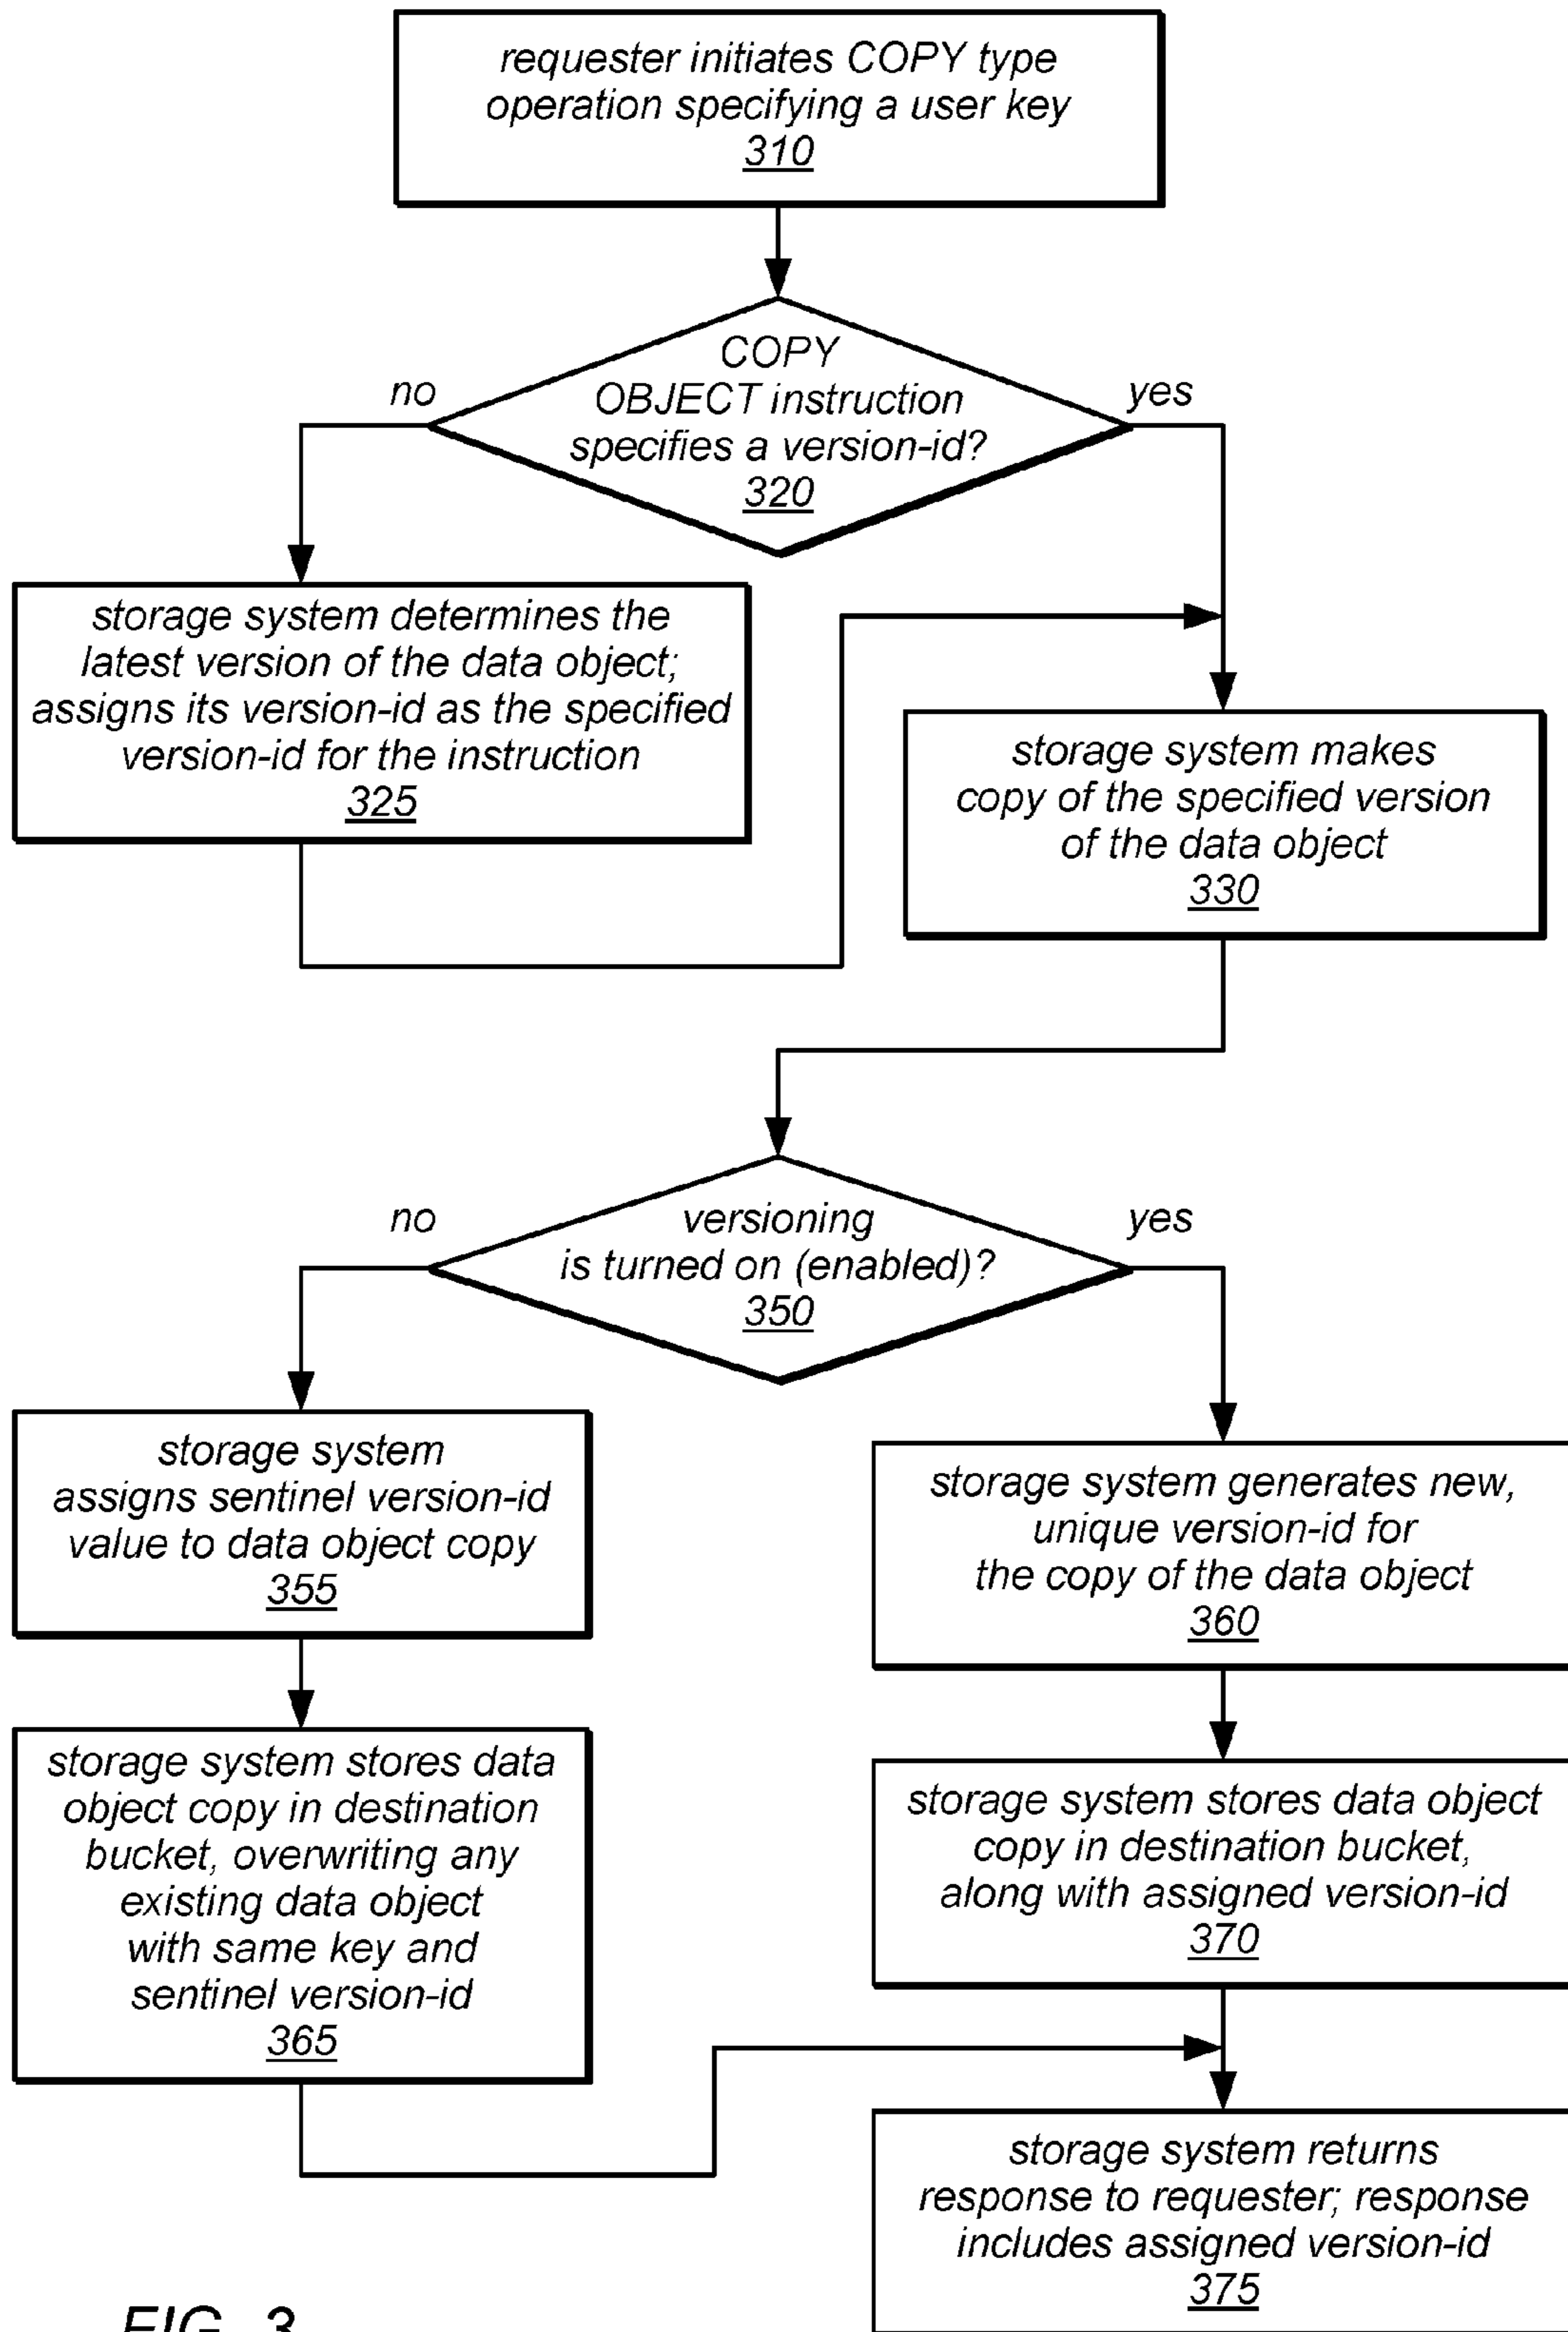 requester initiates COPY type
operation specifying a user key
310
COPY
OBJECT instruction
specifies a version-id?
320
no
yes
storage system determines the
latest version of the data object;
assigns its version-id as the specified
version-id for the instruction
325
storage system makes
copy of the specified version
of the data object
330
versioning
is turned on (enabled)?
350
no
yes
storage system
assigns sentinel version-id
value to data object copy
355
storage system generates new,
unique version-id for
the copy of the data object
360
storage system stores data
object copy in destination
bucket, overwriting any
existing data object
with same key and
sentinel version-id
365
storage system stores data object
copy in destination bucket,
along with assigned version-id
370
storage system returns
response to requester; response
includes assigned version-id
375
FIG. 3